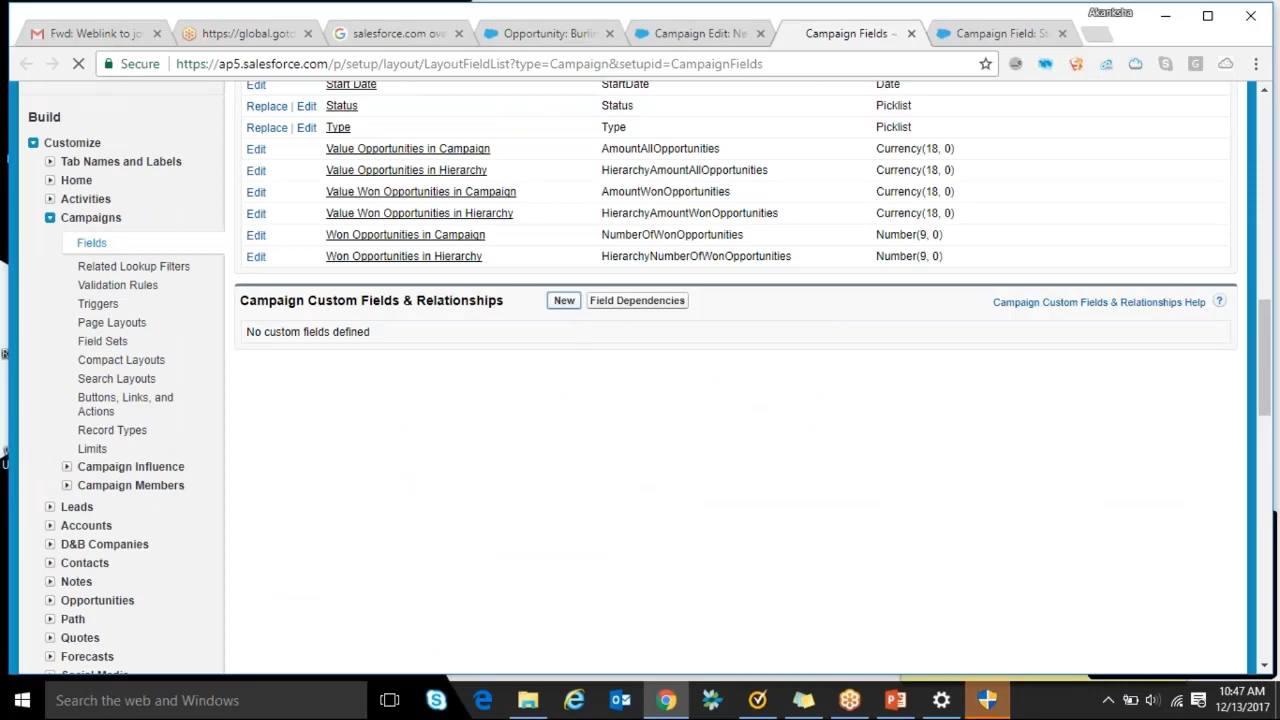 Akanksha
Fwd: Weblink to jo
https://global.goto
salesforce.com ove
Opportunity: Burlin
Campaign Edit: Ne
Campaign Fields ~
Campaign Field: St
Secure
https://ap5.salesforce.com/p/setup/layout/LayoutFieldList?type=Campaign&setupid=CampaignFields
Build
Customize
Tab Names and Labels
Home
Activities
Campaigns
Fields
Related Lookup Filters
Validation Rules
Triggers
Page Layouts
Field Sets
Compact Layouts
Search Layouts
Buttons, Links, and
Actions
Record Types
Limits
Campaign Influence
Campaign Members
Leads
Accounts
D&B Companies
Contacts
Notes
Opportunities
Path
Quotes
Forecasts
Social Media
Edit Start Date StartDate Date
Replace | Edit Status Status Picklist
Replace | Edit Type Type Picklist
Edit Value Opportunities in Campaign AmountAllOpportunities Currency(18, 0)
Edit Value Opportunities in Hierarchy HierarchyAmountAllOpportunities Currency(18, 0)
Edit Value Won Opportunities in Campaign AmountWonOpportunities Currency(18, 0)
Edit Value Won Opportunities in Hierarchy HierarchyAmountWonOpportunities Currency(18, 0)
Edit Won Opportunities in Campaign NumberOfWonOpportunities Number(9, 0)
Edit Won Opportunities in Hierarchy HierarchyNumberOfWonOpportunities Number(9, 0)
Campaign Custom Fields & Relationships New Field Dependencies Campaign Custom Fields & Relationships Help ?
No custom fields defined
Search the web and Windows
10:47 AM
12/13/2017